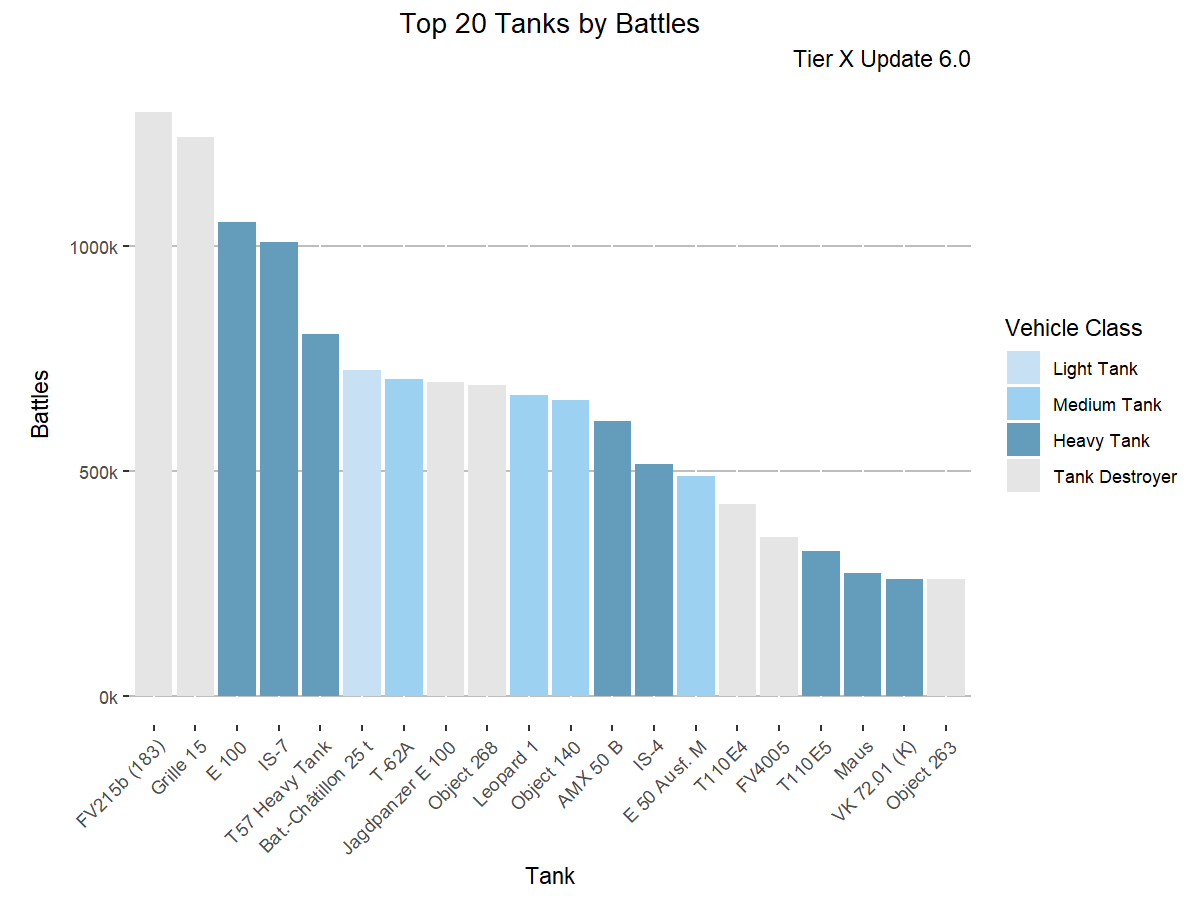 Top 20 Tanks by Battles
Tier X Update 6.0
Battles
1000k
500k
0k
FV215b (183)
Grille 15
E 100
IS-7
T57 Heavy Tank
Bat.-Châtillon 25 t
T-62A
Jagdpanzer E 100
Object 268
Leopard 1
Object 140
AMX 50 B
IS-4
E 50 Ausf. M
T110E4
FV4005
T110E5
Maus
VK 72.01 (K)
Object 263
Tank
Vehicle Class
Light Tank
Medium Tank
Heavy Tank
Tank Destroyer